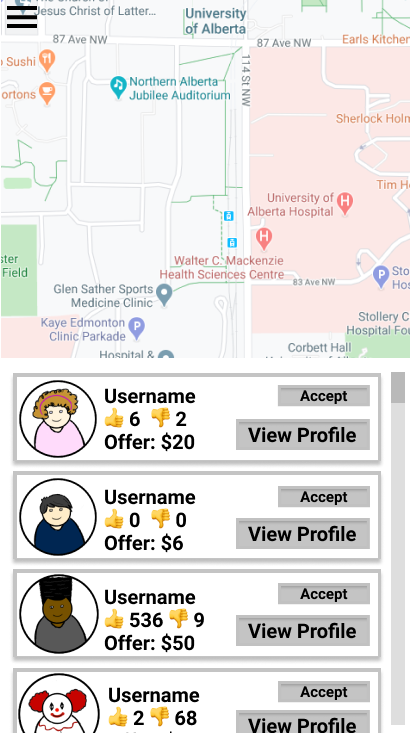 The Church of
Jesus Christ of Latter...
University
of Alberta
87 Ave NW
87 Ave NW
Earls Kitchen
Sushi
Northern Alberta
Jubilee Auditorium
114 St NW
ortons
Sherlock Holm
Tim H
University of
Alberta Hospital
Walter C. Mackenzie
Health Sciences Centre
ster
Field
83 Ave NW
Sto
Hos
Glen Sather Sports
Medicine Clinic
Kaye Edmonton
Clinic Parkade
Stollery C
Hospital Fou
Corbett Hall
Hospital &
Username
👍 6 👎 2
Offer: $20
Accept
View Profile
Username
👍 0 👎 0
Offer: $6
Accept
View Profile
Username
👍 536 👎 9
Offer: $50
Accept
View Profile
Username
👍 2 👎 68
Accept
View Profile